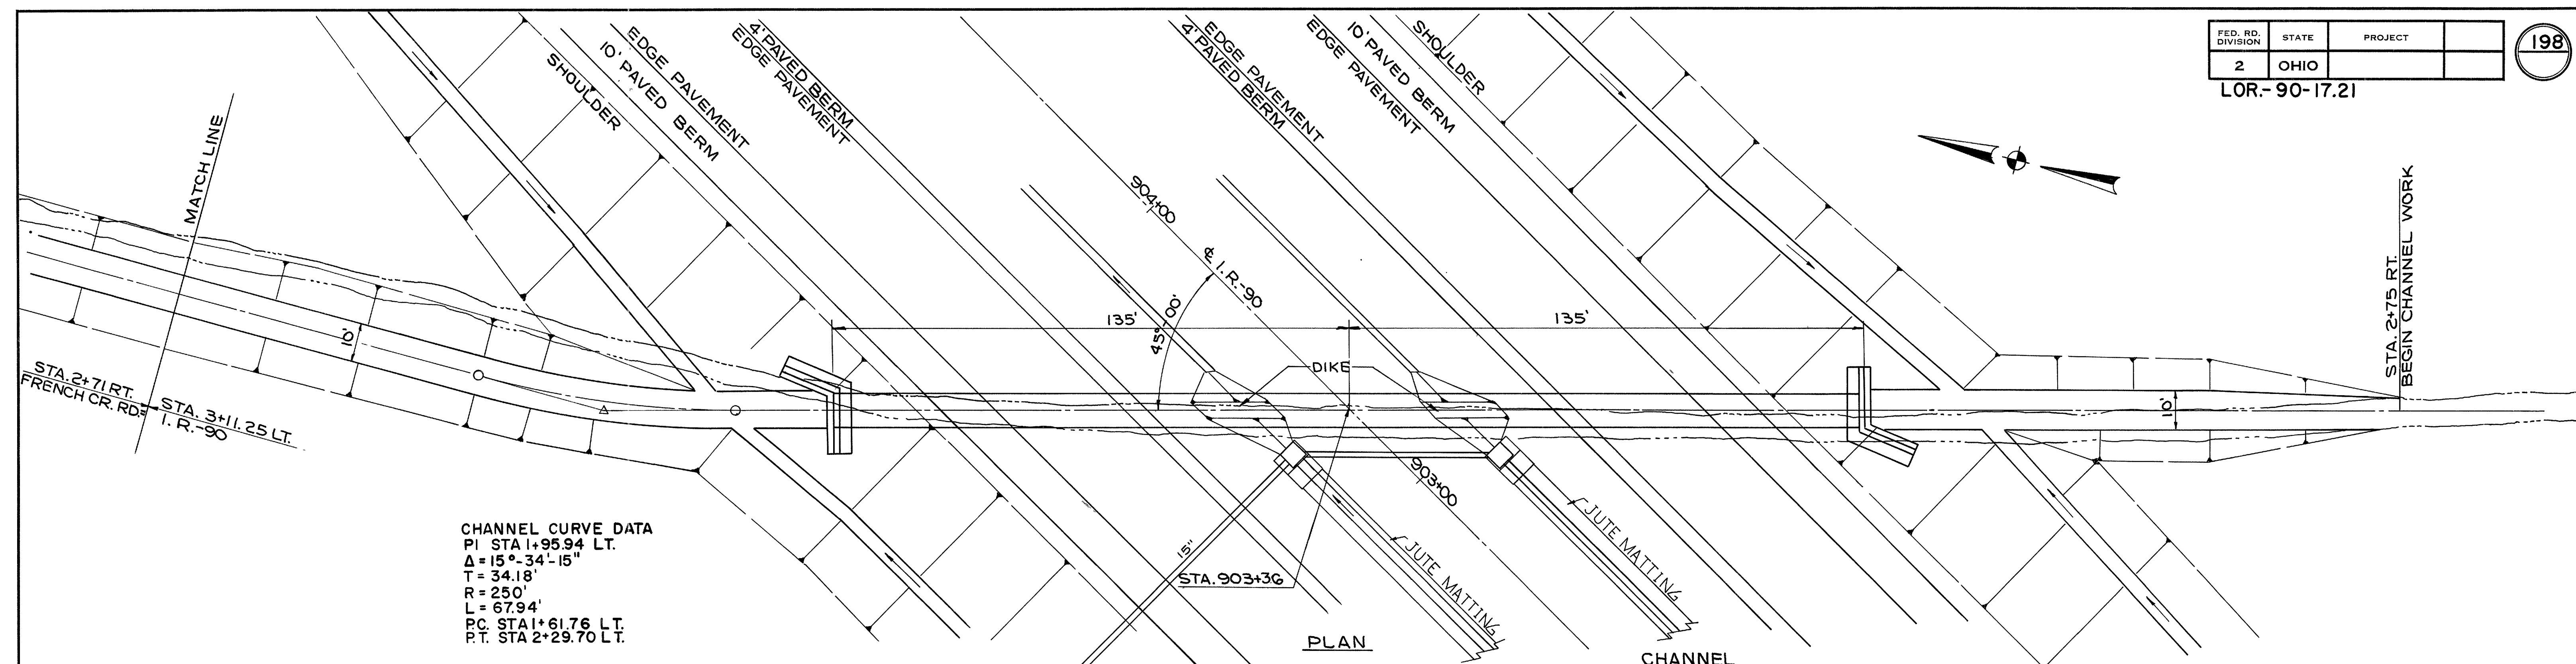 FED. RD. DIVISION
STATE
PROJECT
2
OHIO
198
LOR.-90-17.21
MATCH LINE
SHOULDER
10' PAVED BERM
EDGE PAVEMENT
4' PAVED BERM
EDGE PAVEMENT
EDGE PAVEMENT
4' PAVED BERM
EDGE PAVEMENT
10' PAVED BERM
SHOULDER
904+00
℄ I.R.-90
45°-00'
135'
135'
DIKE
10'
10'
STA. 2+75 RT.
BEGIN CHANNEL WORK
STA. 2+71 RT.
FRENCH CR. RD.=
STA. 3+11.25 LT.
I. R.-90
903+00
JUTE MATTING
JUTE MATTING
15"
STA. 903+36
CHANNEL CURVE DATA
PI STA 1+95.94 LT.
Δ = 15°-34'-15"
T = 34.18'
R = 250'
L = 67.94'
P.C. STA 1+61.76 LT.
P.T. STA 2+29.70 LT.
PLAN
CHANNEL